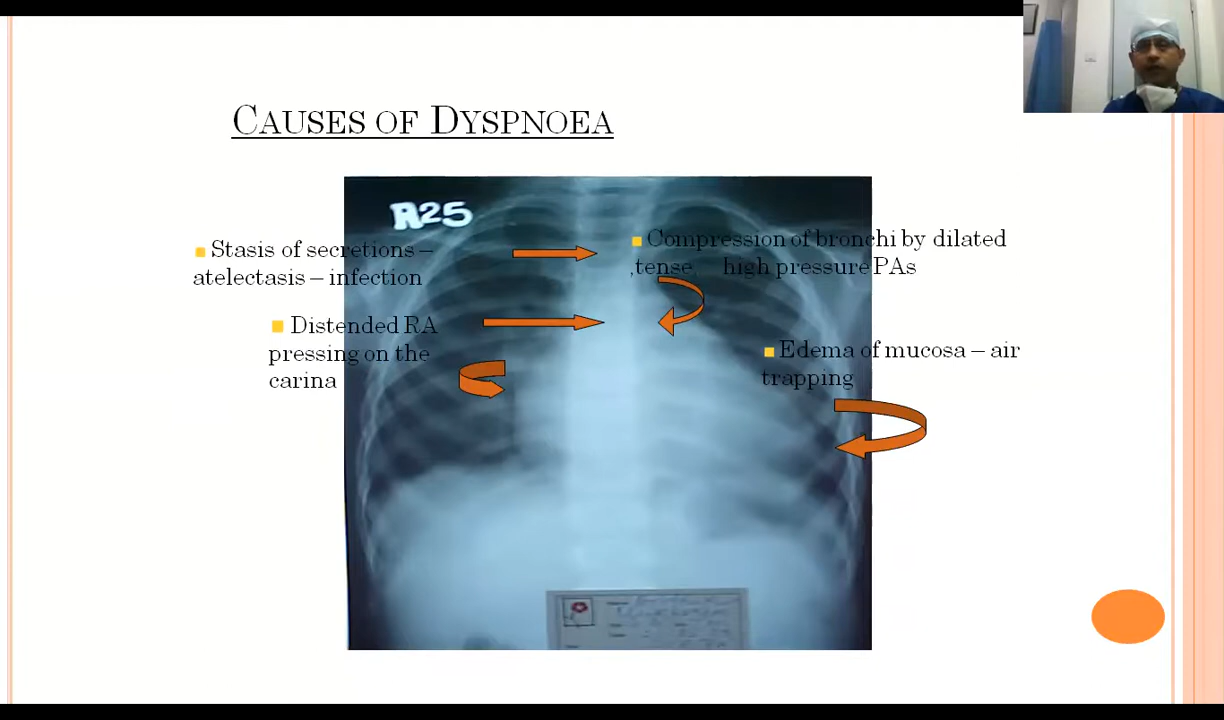 CAUSES OF DYSPNOEA
R25
Stasis of secretions –
atelectasis – infection
Compression of bronchi by dilated
,tense high pressure PAs
Distended RA
pressing on the
carina
Edema of mucosa – air
trapping